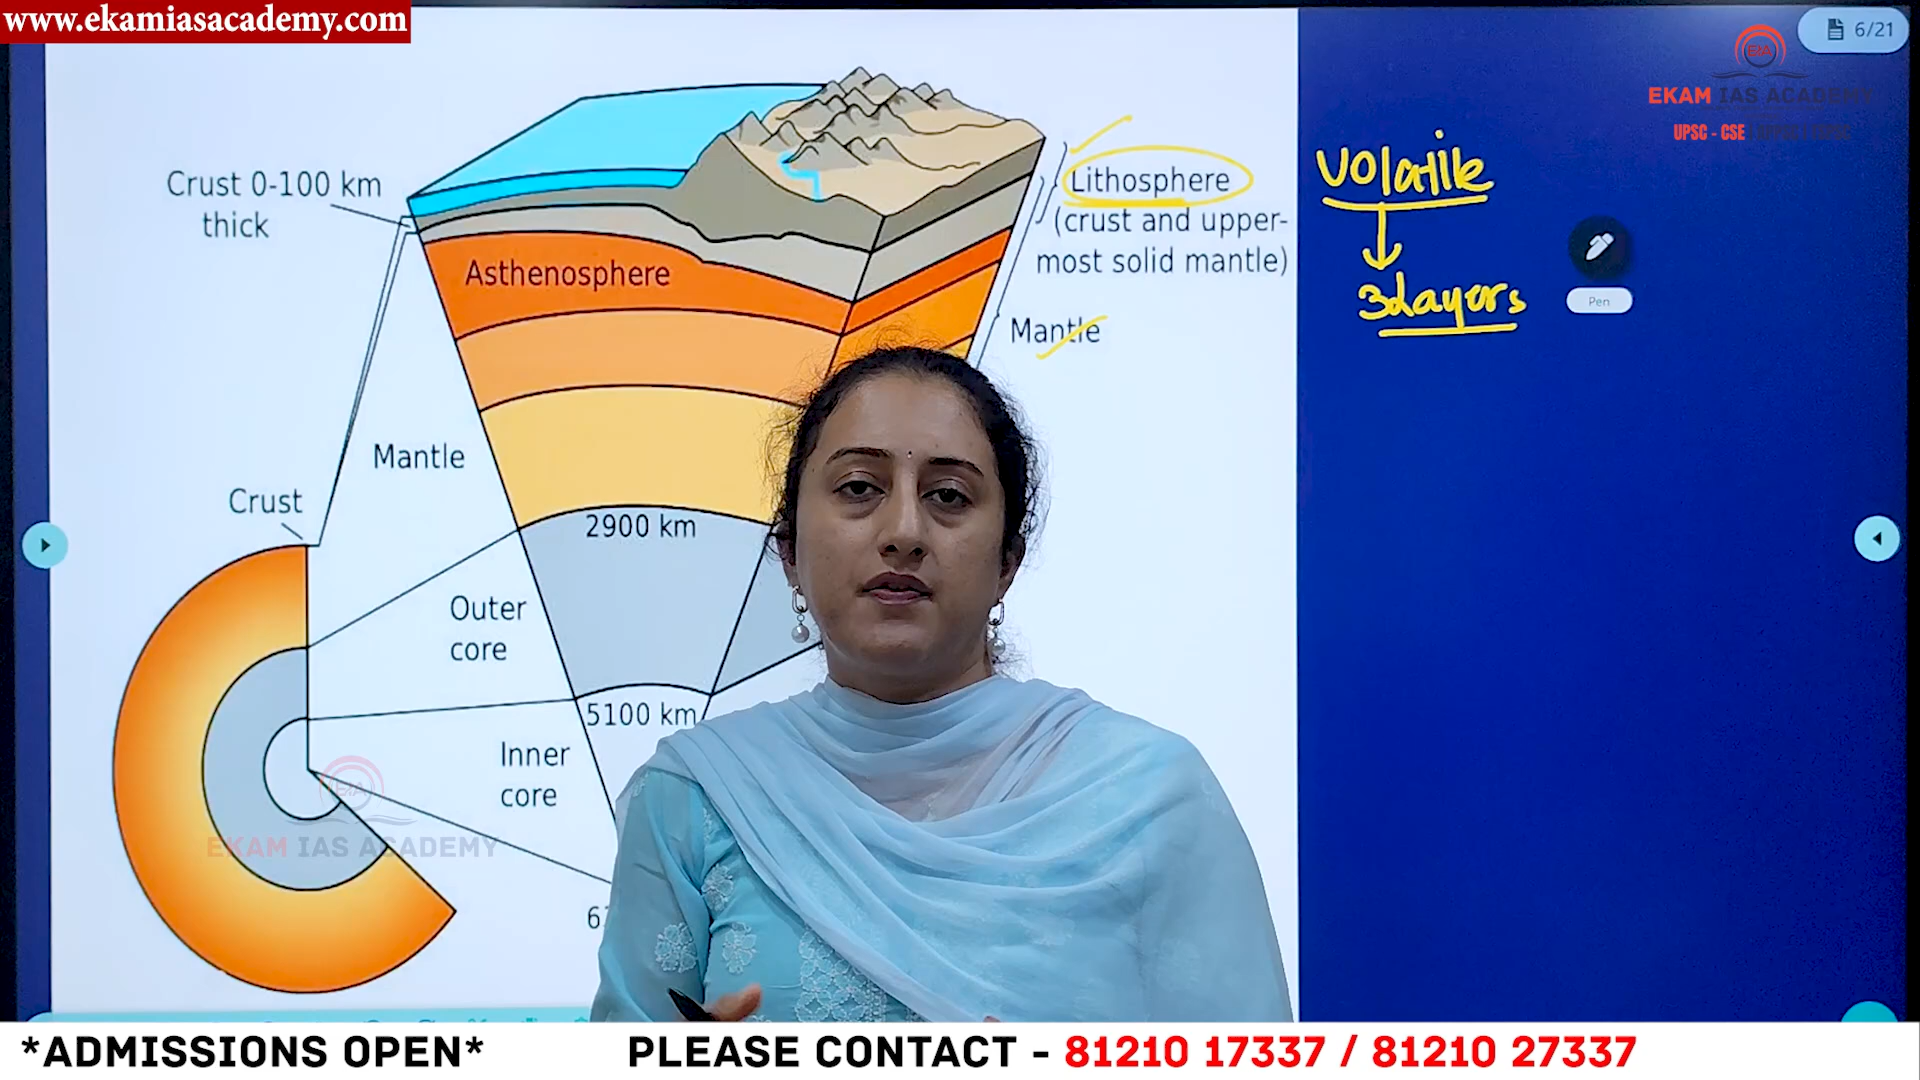 www.ekamiasacademy.com
6/21
EKAM IAS ACADEMY
UPSC - CSE
Crust 0-100 km
thick
Asthenosphere
Lithosphere
(crust and upper-
most solid mantle)
Mantle
volatile
3 layers
Pen
Mantle
Crust
2900 km
Outer
core
5100 km
Inner
core
EIA
EKAM IAS ACADEMY
*ADMISSIONS OPEN* PLEASE CONTACT - 81210 17337 / 81210 27337